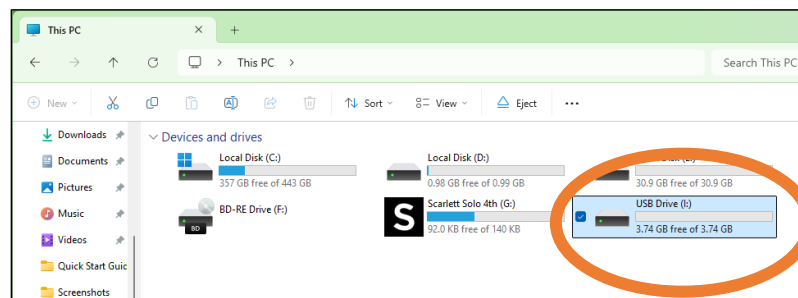 This PC
This PC
Search This PC
New
Sort
View
Eject
Downloads
Documents
Pictures
Music
Videos
Quick Start Guid
Screenshots
Devices and drives
Local Disk (C:)
357 GB free of 443 GB
Local Disk (D:)
0.98 GB free of 0.99 GB
30.9 GB free of 30.9 GB
BD-RE Drive (F:)
BD
S
Scarlett Solo 4th (G:)
92.0 KB free of 140 KB
USB Drive (I:)
3.74 GB free of 3.74 GB